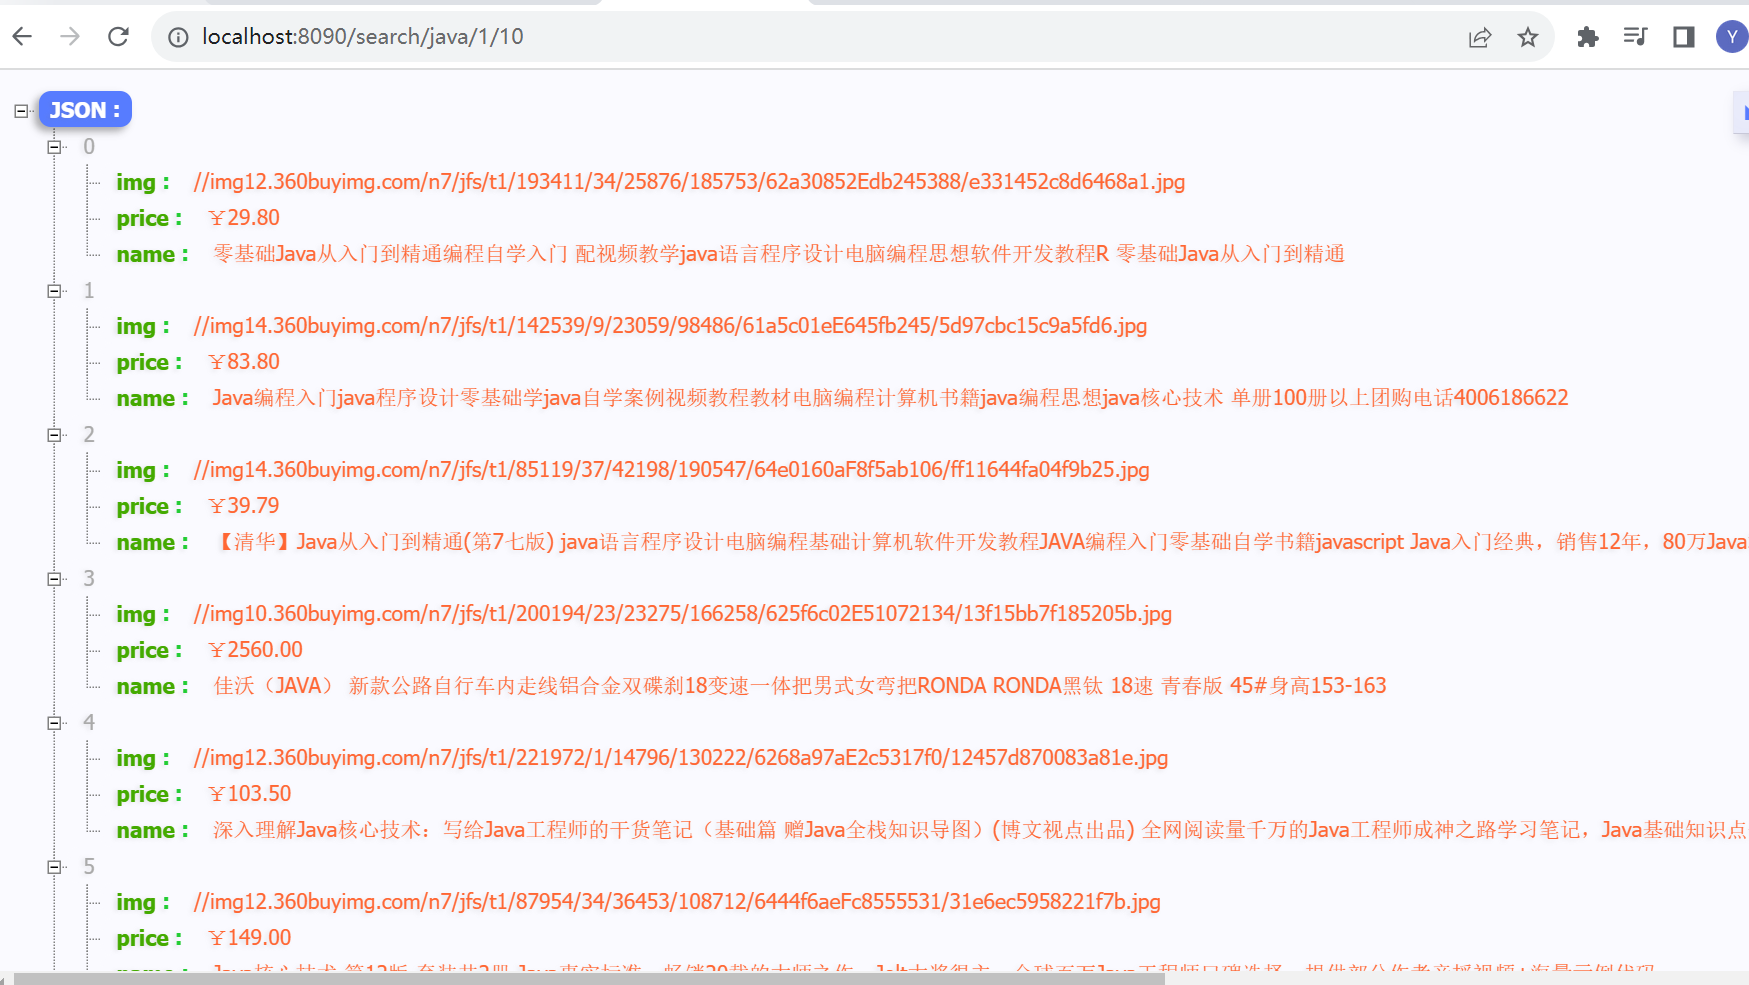 localhost:8090/search/java/1/10
Y
JSON :
0
img : //img12.360buyimg.com/n7/jfs/t1/193411/34/25876/185753/62a30852Edb245388/e331452c8d6468a1.jpg
price : ￥29.80
name : 零基础Java从入门到精通编程自学入门 配视频教学java语言程序设计电脑编程思想软件开发教程R 零基础Java从入门到精通
1
img : //img14.360buyimg.com/n7/jfs/t1/142539/9/23059/98486/61a5c01eE645fb245/5d97cbc15c9a5fd6.jpg
price : ￥83.80
name : Java编程入门java程序设计零基础学java自学案例视频教程教材电脑编程计算机书籍java编程思想java核心技术 单册100册以上团购电话4006186622
2
img : //img14.360buyimg.com/n7/jfs/t1/85119/37/42198/190547/64e0160aF8f5ab106/ff11644fa04f9b25.jpg
price : ￥39.79
name : 【清华】Java从入门到精通(第7七版) java语言程序设计电脑编程基础计算机软件开发教程JAVA编程入门零基础自学书籍javascript Java入门经典，销售12年，80万Java
3
img : //img10.360buyimg.com/n7/jfs/t1/200194/23/23275/166258/625f6c02E51072134/13f15bb7f185205b.jpg
price : ￥2560.00
name : 佳沃（JAVA） 新款公路自行车内走线铝合金双碟刹18变速一体把男式女弯把RONDA RONDA黑钛 18速 青春版 45#身高153-163
4
img : //img12.360buyimg.com/n7/jfs/t1/221972/1/14796/130222/6268a97aE2c5317f0/12457d870083a81e.jpg
price : ￥103.50
name : 深入理解Java核心技术：写给Java工程师的干货笔记（基础篇 赠Java全栈知识导图）(博文视点出品) 全网阅读量千万的Java工程师成神之路学习笔记，Java基础知识点
5
img : //img12.360buyimg.com/n7/jfs/t1/87954/34/36453/108712/6444f6aeFc8555531/31e6ec5958221f7b.jpg
price : ￥149.00